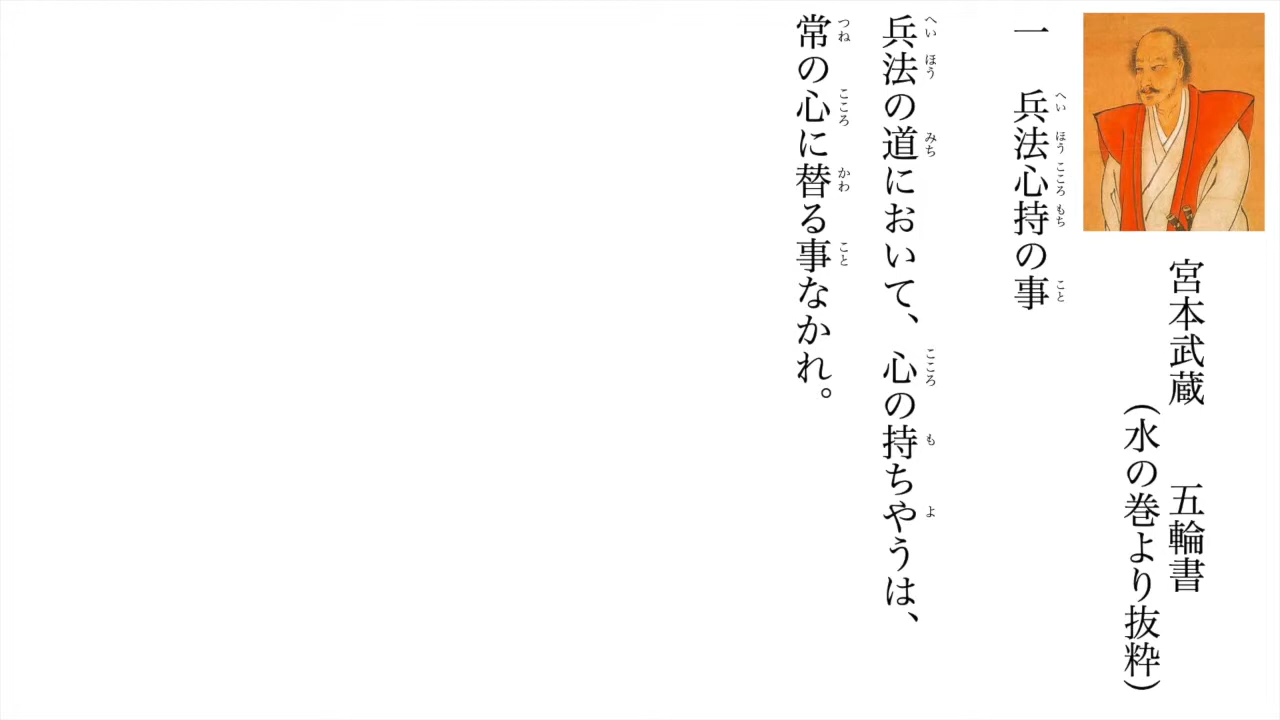 宮本武蔵　五輪書
（水の巻より抜粋）
一　兵法心持の事
兵法の道において、心の持ちやうは、
常の心に替る事なかれ。